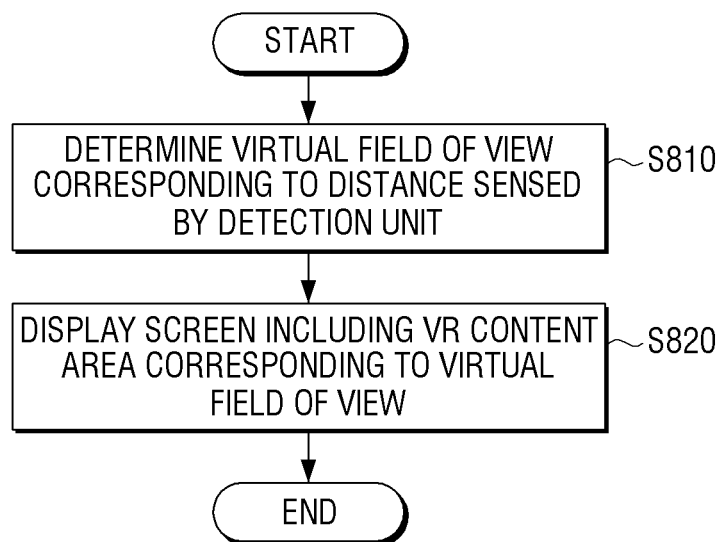 START
DETERMINE VIRTUAL FIELD OF VIEW
CORRESPONDING TO DISTANCE SENSED
BY DETECTION UNIT
S810
DISPLAY SCREEN INCLUDING VR CONTENT
AREA CORRESPONDING TO VIRTUAL
FIELD OF VIEW
S820
END